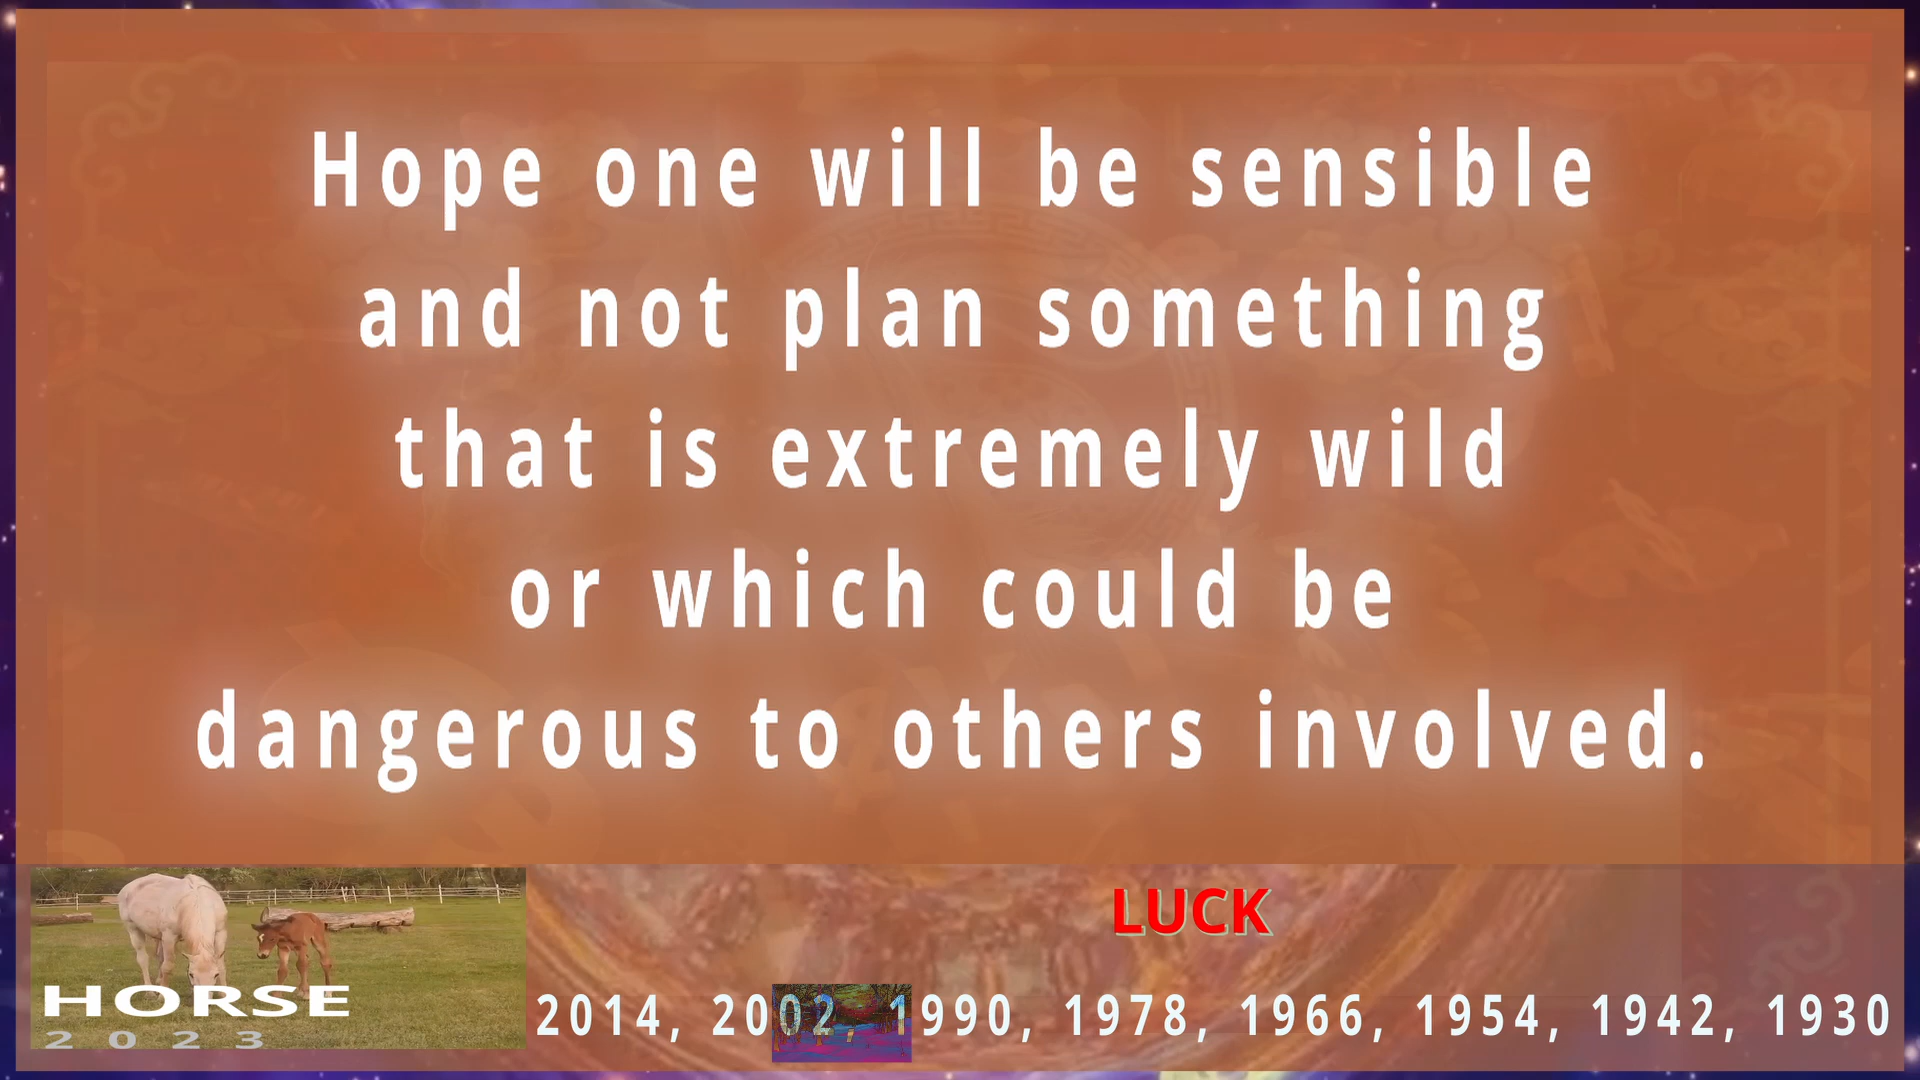 Hope one will be sensible
and not plan something
that is extremely wild
or which could be
dangerous to others involved.
LUCK
HORSE
2023
2014, 2002, 1990, 1978, 1966, 1954, 1942, 1930